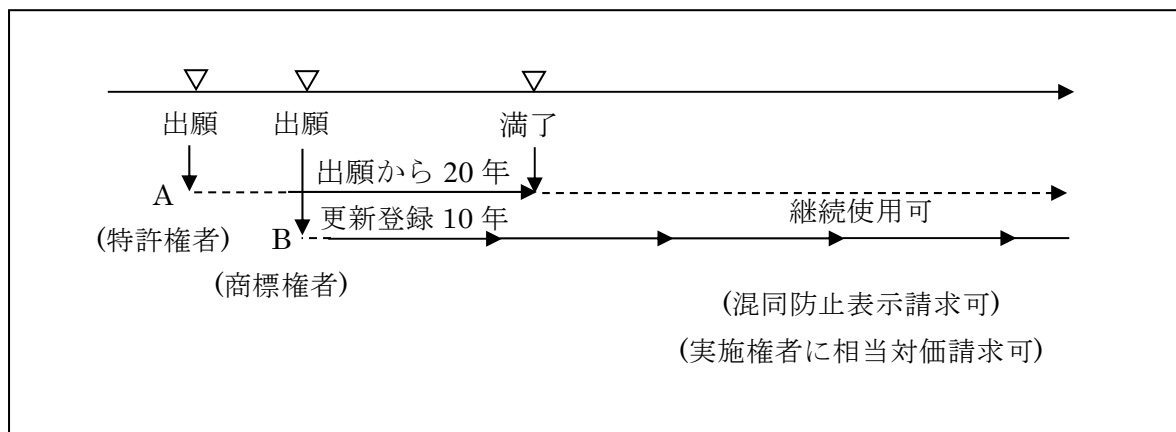 出願 出願 満了
出願から 20 年
A
更新登録 10 年 継続使用可
(特許権者) B
(商標権者)
(混同防止表示請求可)
(実施権者に相当対価請求可)